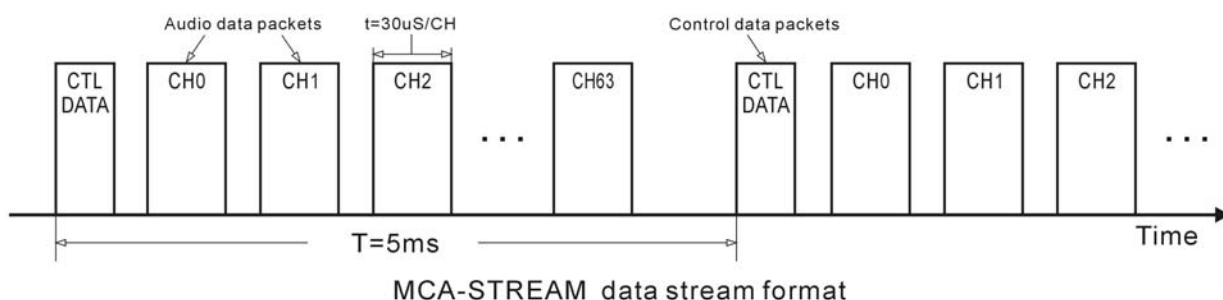 Audio data packets
t=30uS/CH
Control data packets
CTL
DATA
CH0
CH1
CH2
...
CH63
CTL
DATA
CH0
CH1
CH2
...
T=5ms
Time
MCA-STREAM data stream format